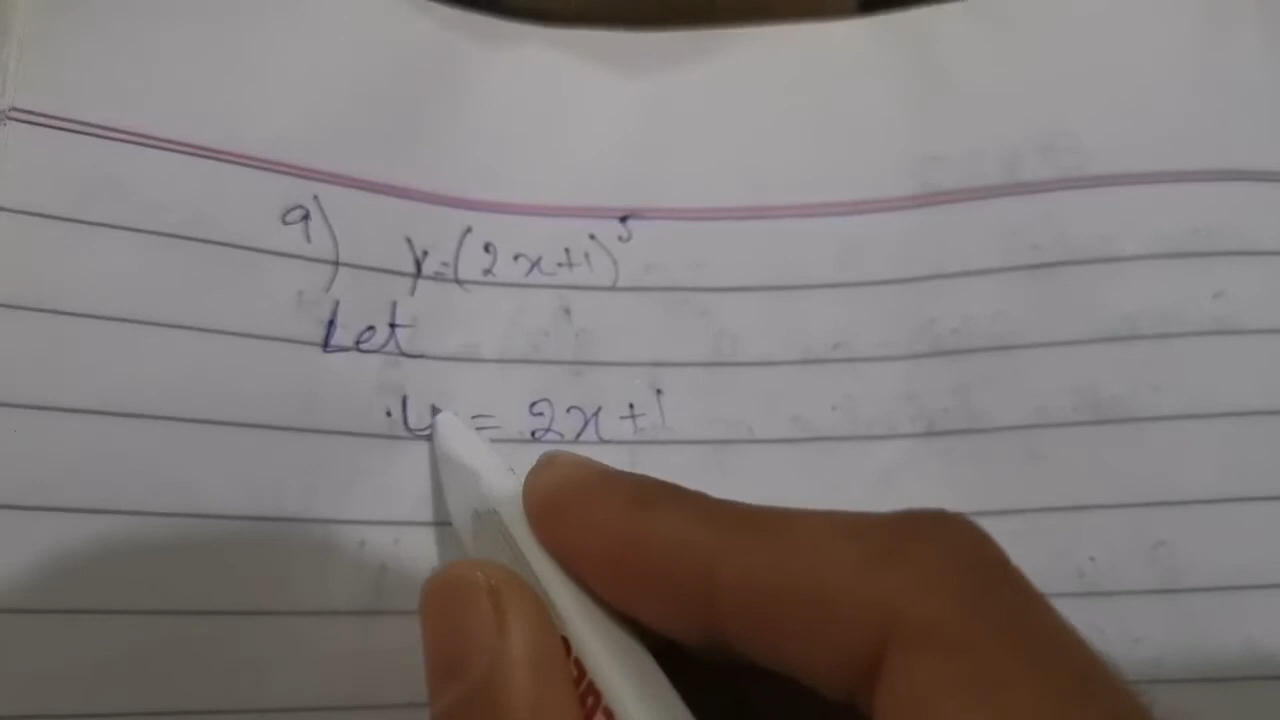 9) y=(2x+1)⁵
Let
u = 2x+1